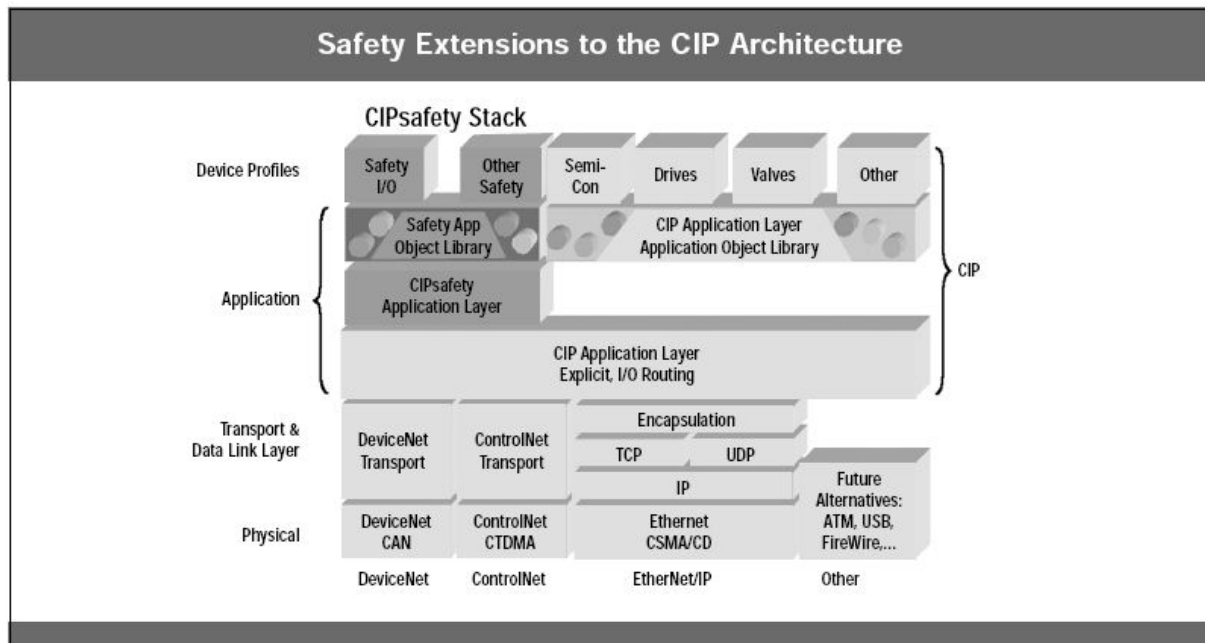 Safety Extensions to the CIP Architecture
CIPsafety Stack
Device Profiles
Safety
I/O
Other
Safety
Semi-
Con
Drives
Valves
Other
Safety App
Object Library
CIP Application Layer
Application Object Library
CIP
Application
CIPsafety
Application Layer
CIP Application Layer
Explicit, I/O Routing
Transport &
Data Link Layer
DeviceNet
Transport
ControlNet
Transport
Encapsulation
TCP
UDP
IP
Future
Alternatives:
ATM, USB,
FireWire,...
Physical
DeviceNet
CAN
ControlNet
CTDMA
Ethernet
CSMA/CD
DeviceNet
ControlNet
EtherNet/IP
Other